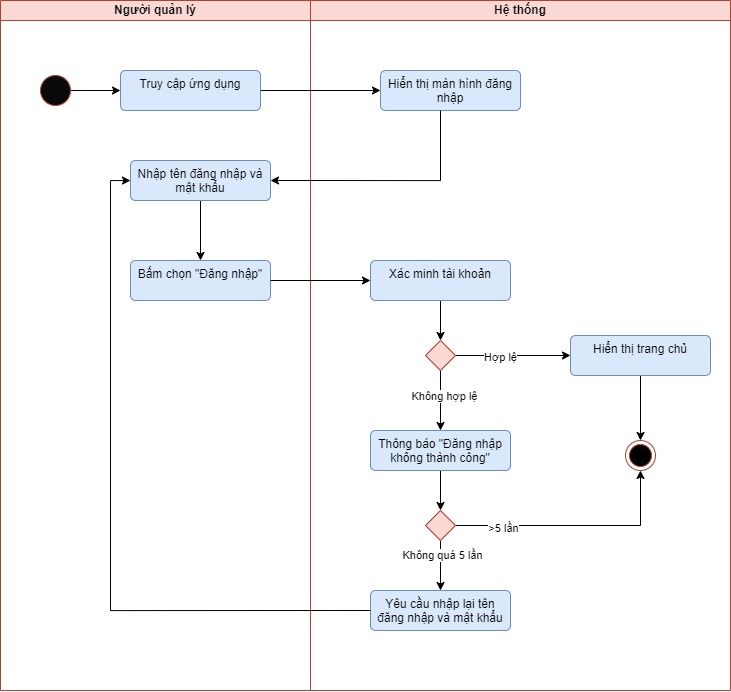 Người quản lý
Hệ thống
Truy cập ứng dụng
Hiển thị màn hình đăng
nhập
Nhập tên đăng nhập và
mật khẩu
Bấm chọn "Đăng nhập"
Xác minh tài khoản
Hợp lệ
Hiển thị trang chủ
Không hợp lệ
Thông báo "Đăng nhập
không thành công"
>5 lần
Không quá 5 lần
Yêu cầu nhập lại tên
đăng nhập và mật khẩu